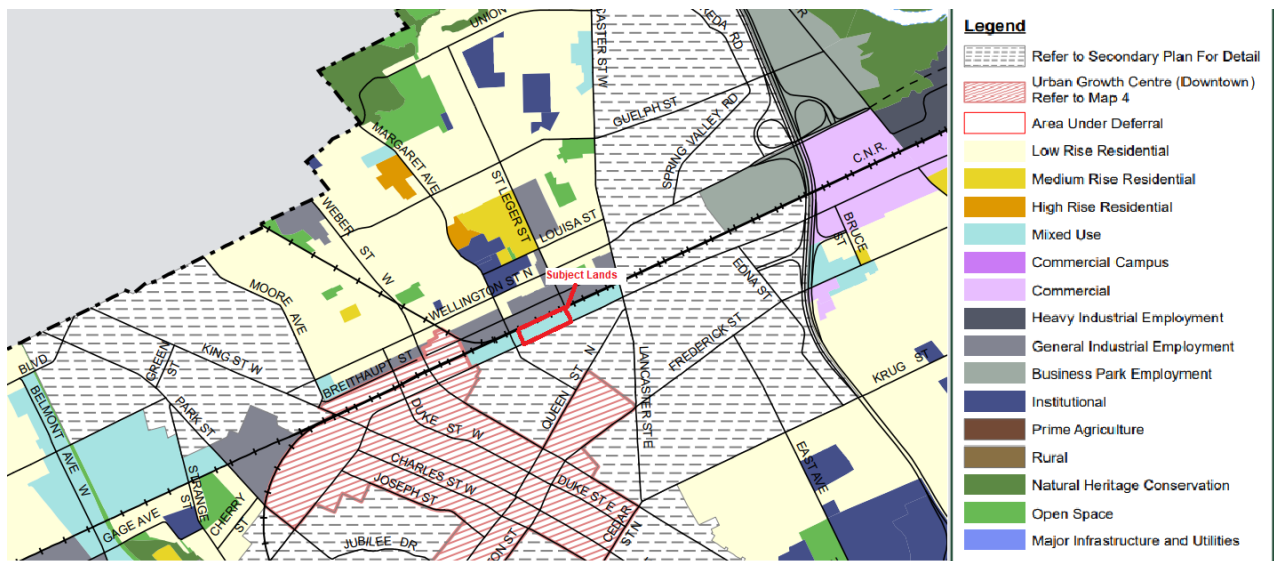 UNION
CASTER ST W
EDA RD
GUELPH ST
SPRING VALLEY RD
C.N.R.
MARGARET AVE
ST LEGER ST
LOUISA ST
WEBER ST W
BRUCE ST
MOORE AVE
WELLINGTON ST N
Subject Lands
EDNA ST
FREDERICK ST
KRUG ST
BLVD
GREEN ST
KING ST W
BREITHAUP ST
LANCASTER ST E
QUEEN ST N
BELMONT AVE W
PARK ST
DUKE ST W
CHARLES ST W
JOSEPH ST
DUKE ST E
EAST AVE
STRANGE ST
CHERRY ST
GAGE AVE
JUBILEE DR
ON ST
CEDAR ST N
Legend
Refer to Secondary Plan For Detail
Urban Growth Centre (Downtown)
Refer to Map 4
Area Under Deferral
Low Rise Residential
Medium Rise Residential
High Rise Residential
Mixed Use
Commercial Campus
Commercial
Heavy Industrial Employment
General Industrial Employment
Business Park Employment
Institutional
Prime Agriculture
Rural
Natural Heritage Conservation
Open Space
Major Infrastructure and Utilities